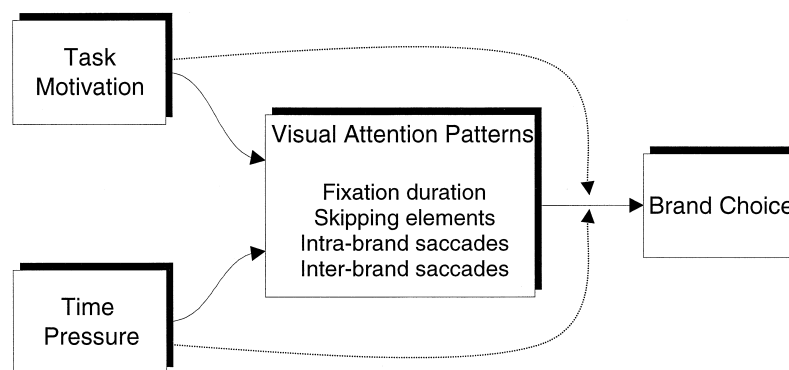 Task
Motivation
Visual Attention Patterns
Fixation duration
Skipping elements
Intra-brand saccades
Inter-brand saccades
Brand Choice
Time
Pressure